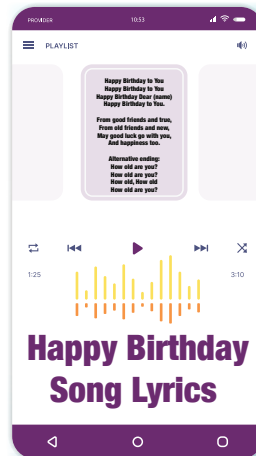 PROVIDER 10:53
PLAYLIST
Happy Birthday to You
Happy Birthday to You
Happy Birthday Dear (name)
Happy Birthday to You.
From good friends and true,
From old friends and new,
May good luck go with you,
And happiness too.
Alternative ending:
How old are you?
How old are you?
How old, How old
How old are you?
1:25 3:10
Happy Birthday
Song Lyrics